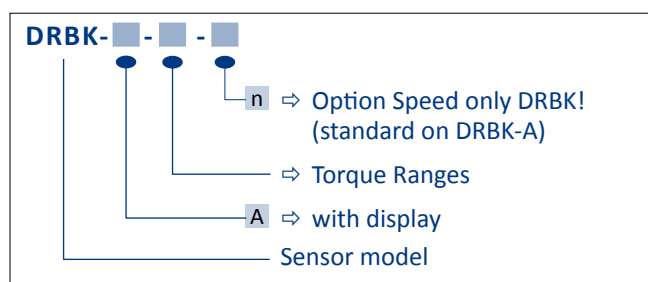 DRBK- - -
n ⇨ Option Speed only DRBK!
(standard on DRBK-A)
⇨ Torque Ranges
A ⇨ with display
Sensor model